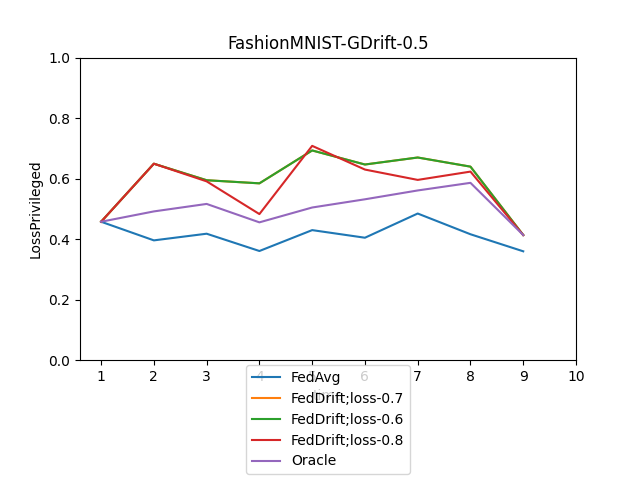 FashionMNIST-GDrift-0.5
LossPrivileged
1.0
0.8
0.6
0.4
0.2
0.0
1 2 3 4 5 6 7 8 9 10
FedAvg
FedDrift;loss-0.7
FedDrift;loss-0.6
FedDrift;loss-0.8
Oracle